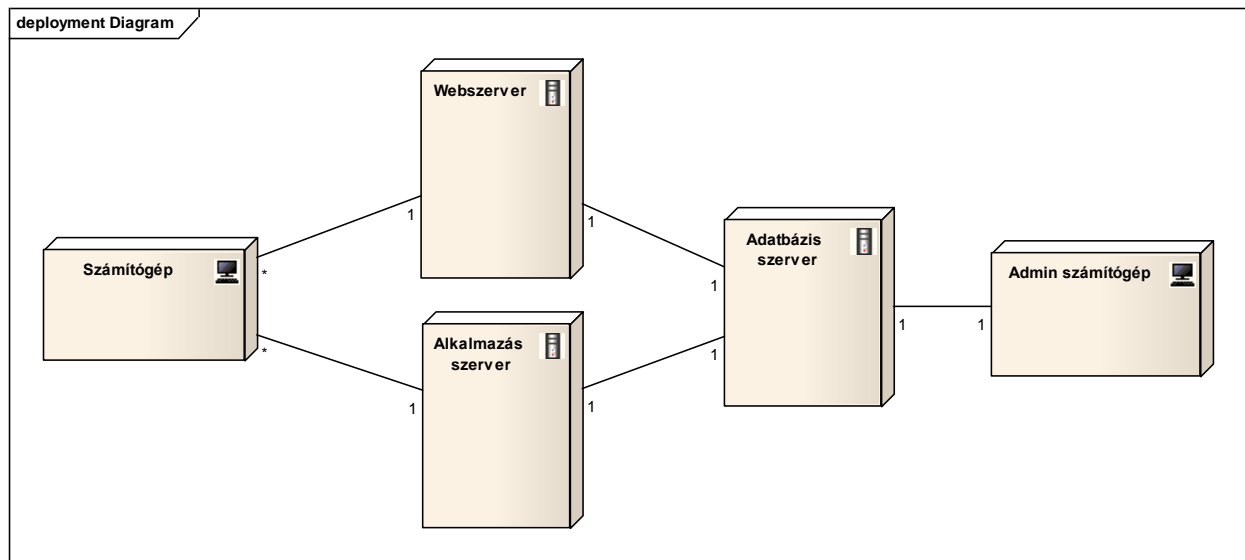 deployment Diagram
Webszerver
1
1
Számítógép
*
*
Alkalmazás
szerver
1
1
Adatbázis
szerver
1
1
1
Admin számítógép
1